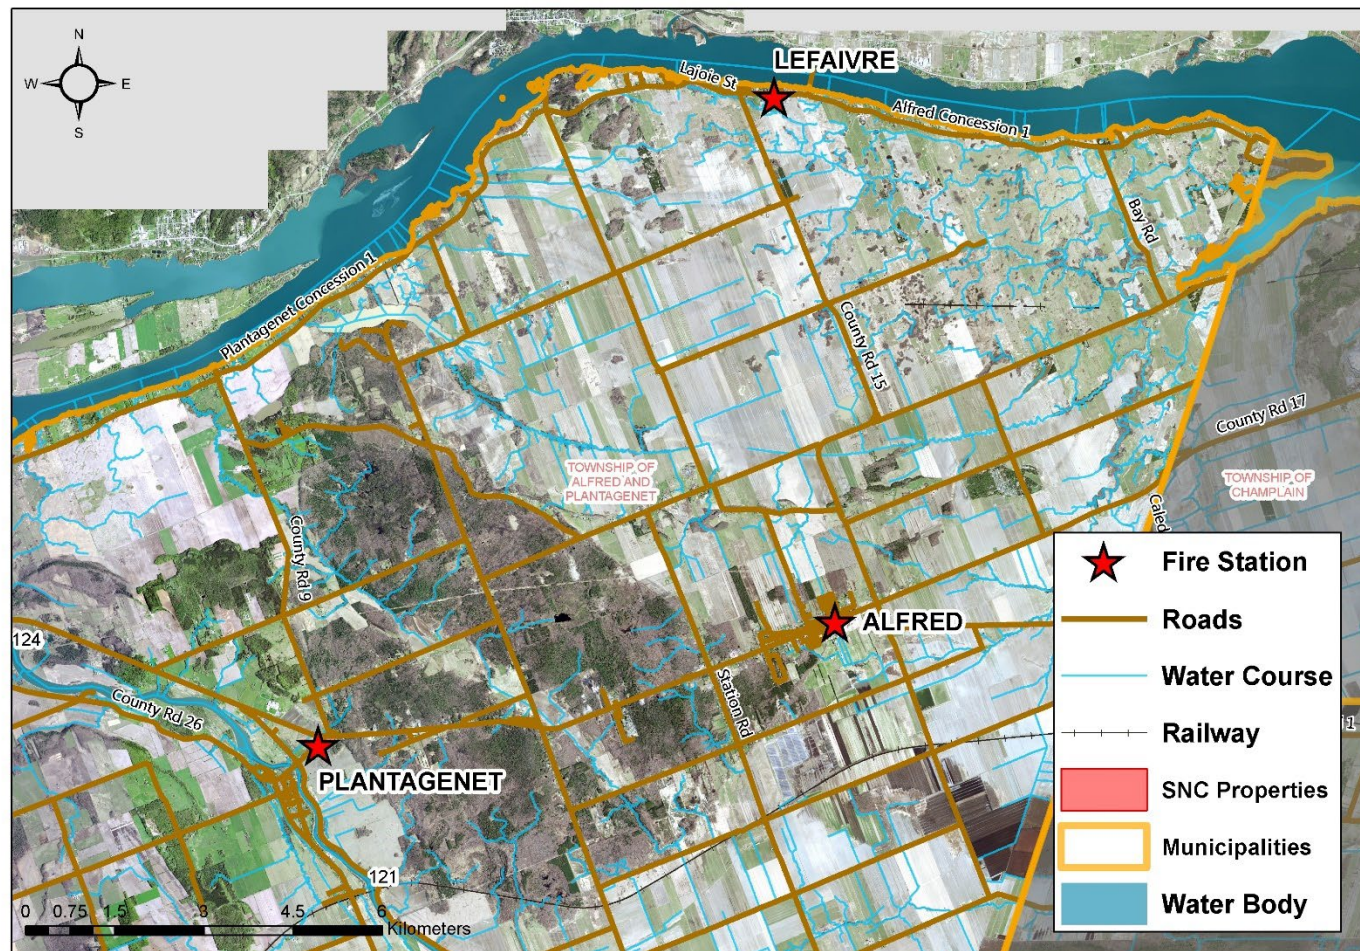 N
W
E
S
LEFAIVRE
Lajoie St
Alfred Concession 1
Bay Rd
Plantagenet Concession 1
County Rd 15
County Rd 17
TOWNSHIP OF
ALFRED AND
PLANTAGENET
TOWNSHIP OF
CHAMPLAIN
County Rd 9
ALFRED
124
County Rd 26
Station Rd
PLANTAGENET
121
0 0.75 1.5 3 4.5 6
Kilometers
Fire Station
Roads
Water Course
Railway
SNC Properties
Municipalities
Water Body